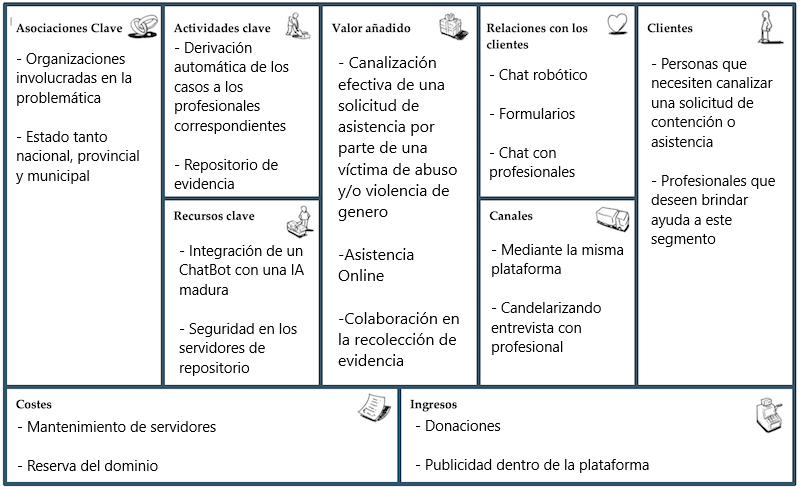 Asociaciones Clave
- Organizaciones
involucradas en la
problemática
- Estado tanto
nacional, provincial
y municipal
Actividades clave
- Derivación
automática de los
casos a los
profesionales
correspondientes
- Repositorio de
evidencia
Recursos clave
- Integración de un
ChatBot con una IA
madura
- Seguridad en los
servidores de
repositorio
Valor añadido
- Canalización
efectiva de una
solicitud de
asistencia por
parte de una
víctima de abuso
y/o violencia de
genero
-Asistencia
Online
-Colaboración en
la recolección de
evidencia
Relaciones con los
clientes
- Chat robótico
- Formularios
- Chat con
profesionales
Canales
- Mediante la misma
plataforma
- Candelarizando
entrevista con
profesional
Clientes
- Personas que
necesiten canalizar
una solicitud de
contención o
asistencia
- Profesionales que
deseen brindar
ayuda a este
segmento
Costes
- Mantenimiento de servidores
- Reserva del dominio
Ingresos
- Donaciones
- Publicidad dentro de la plataforma